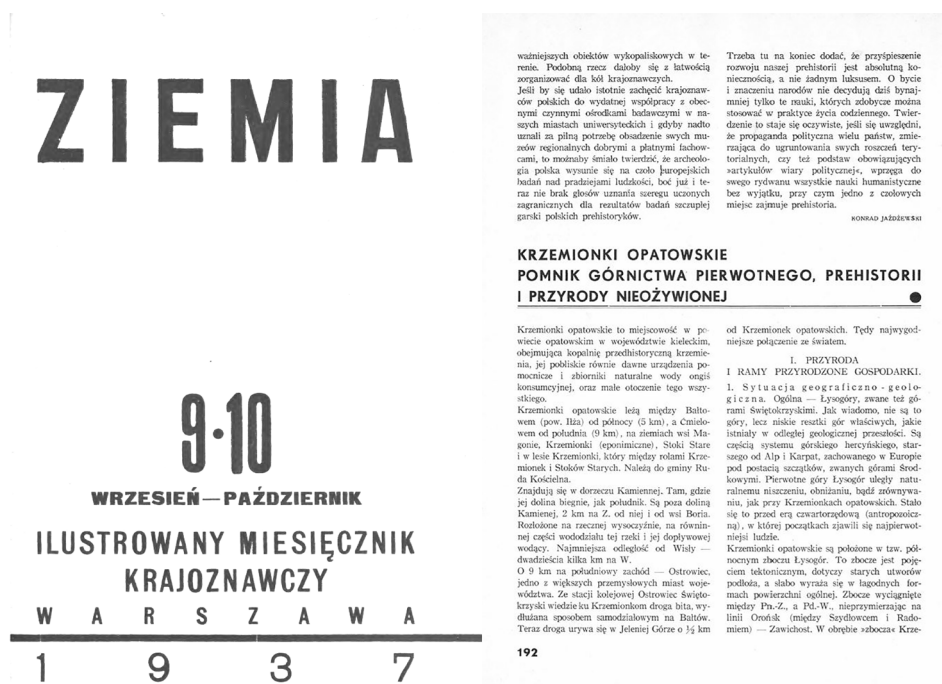 ZIEMIA
9·10
WRZESIEŃ—PAŹDZIERNIK
ILUSTROWANY MIESIĘCZNIK
KRAJOZNAWCZY
WARSZAWA
1937
ważniejszych obiektów wykopaliskowych w te-
renie. Podobną rzecz dałoby się z łatwością
zorganizować dla kół krajoznawczych.
Jeśli by się udało istotnie zachęcić krajoznaw-
ców polskich do wydatnej współpracy z obec-
nymi czynnymi ośrodkami badawczymi w na-
szych miastach uniwersyteckich i gdyby nadto
uznali za pilną potrzebę obsadzenie swych mu-
zeów regionalnych dobrymi a płatnymi fachow-
cami, to możnaby śmiało twierdzić, że archeolo-
gia polska wysunie się na czoło europejskich
badań nad pradziejami ludzkości, boć już i te-
raz nie brak głosów uznania szeregu uczonych
zagranicznych dla rezultatów badań szczupłej
garski polskich prehistoryków.
Trzeba tu na koniec dodać, że przyśpieszenie
rozwoju naszej prehistorii jest absolutną ko-
niecznością, a nie żadnym luksusem. O bycie
i znaczeniu narodów nie decydują dziś bynaj-
mniej tylko te nauki, których zdobycze można
stosować w praktyce życia codziennego. Twier-
dzenie to staje się oczywiste, jeśli się uwzględni,
że propaganda polityczna wielu państw, zmie-
rzająca do ugruntowania swych roszczeń tery-
torialnych, czy też podstaw obowiązujących
»artykułów wiary politycznej«, wprzęga do
swego rydwanu wszystkie nauki humanistyczne
bez wyjątku, przy czym jedno z czołowych
miejsc zajmuje prehistoria.
KONRAD JAŻDŻEWSKI
KRZEMIONKI OPATOWSKIE
POMNIK GÓRNICTWA PIERWOTNEGO, PREHISTORII
I PRZYRODY NIEOŻYWIONEJ
Krzemionki opatowskie to miejscowość w po-
wiecie opatowskim w województwie kieleckim,
obejmująca kopalnię przedhistoryczną krzemie-
nia, jej pobliskie równie dawne urządzenia po-
mocnicze i zbiorniki naturalne wody ongiś
konsumcyjnej, oraz małe otoczenie tego wszy-
stkiego.
Krzemionki opatowskie leżą między Bałto-
wem (pow. Iłża) od północy (5 km), a Ćmielo-
wem od południa (9 km), na ziemiach wsi Ma-
gonie, Krzemionki (eponimiczne), Stoki Stare
i w lesie Krzemionki, który między rolami Krze-
mionek i Stoków Starych. Należą do gminy Ru-
da Kościelna.
Znajdują się w dorzeczu Kamiennej. Tam, gdzie
jej dolina biegnie, jak południk. Są poza doliną
Kamienej, 2 km na Z. od niej i od wsi Boria.
Rozłożone na rzecznej wysoczyźnie, na równin-
nej części wododziału tej rzeki i jej dopływowej
wodący. Najmniejsza odległość od Wisły —
dwadzieścia kilka km na W.
O 9 km na południowy zachód — Ostrowiec,
jedno z większych przemysłowych miast woje-
wództwa. Ze stacji kolejowej Ostrowiec Święto-
krzyski wiedzie ku Krzemionkom droga bita, wy-
dłużana sposobem samodziałowym na Bałtów.
Teraz droga urywa się w Jeleniej Górze o ½ km
od Krzemionek opatowskich. Tędy najwygod-
niejsze połączenie ze światem.
I. PRZYRODA
I RAMY PRZYRODZONE GOSPODARKI.
1. Sytuacja geograficzno-geolo-
giczna. Ogólna — Łysogóry, zwane też gó-
rami Świętokrzyskimi. Jak wiadomo, nie są to
góry, lecz niskie resztki gór właściwych, jakie
istniały w odległej geologicznej przeszłości. Są
częścią systemu górskiego hercyńskiego, star-
szego od Alp i Karpat, zachowanego w Europie
pod postacią szczątków, zwanych górami Środ-
kowymi. Pierwotne góry Łysogór uległy natu-
ralnemu niszczeniu, obniżaniu, bądź zrównywa-
niu, jak przy Krzemionkach opatowskich. Stało
się to przed erą czwartorzędową (antropozoicz-
ną), w której początkach zjawili się najpierwot-
niejsi ludzie.
Krzemionki opatowskie są położone w tzw. pół-
nocnym zboczu Łysogór. To zbocze jest poję-
ciem tektonicznym, dotyczy starych utworów
podłoża, a słabo wyraża się w łagodnych for-
mach powierzchni ogólnej. Zbocze wyciągnięte
między Pn.-Z., a Pd.-W., nieprzymierzając na
linii Orońsk (między Szydłowcem i Rado-
miem) — Zawichost. W obrębie »zbocza« Krze-
192